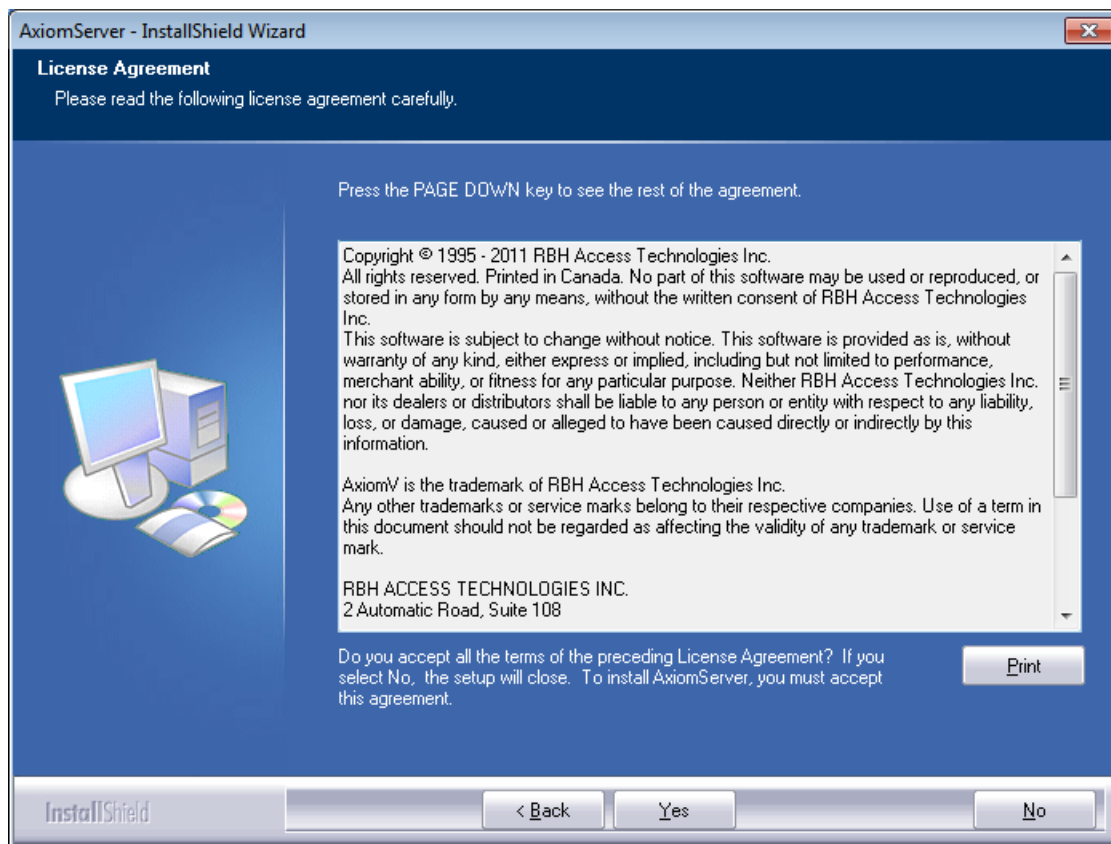 AxiomServer - InstallShield Wizard
License Agreement
Please read the following license agreement carefully.
Press the PAGE DOWN key to see the rest of the agreement.
Copyright © 1995 - 2011 RBH Access Technologies Inc.
All rights reserved. Printed in Canada. No part of this software may be used or reproduced, or
stored in any form by any means, without the written consent of RBH Access Technologies
Inc.
This software is subject to change without notice. This software is provided as is, without
warranty of any kind, either express or implied, including but not limited to performance,
merchant ability, or fitness for any particular purpose. Neither RBH Access Technologies Inc.
nor its dealers or distributors shall be liable to any person or entity with respect to any liability,
loss, or damage, caused or alleged to have been caused directly or indirectly by this
information.
AxiomV is the trademark of RBH Access Technologies Inc.
Any other trademarks or service marks belong to their respective companies. Use of a term in
this document should not be regarded as affecting the validity of any trademark or service
mark.
RBH ACCESS TECHNOLOGIES INC.
2 Automatic Road, Suite 108
Do you accept all the terms of the preceding License Agreement? If you
select No, the setup will close. To install AxiomServer, you must accept
this agreement.
Print
InstallShield
< Back
Yes
No